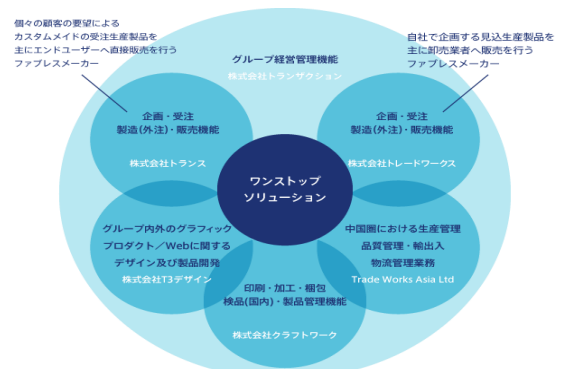 個々の顧客の要望による
カスタムメイドの受注生産製品を
主にエンドユーザーへ直接販売を行う
ファブレスメーカー
自社で企画する見込生産製品を
主に卸売業者へ販売を行う
ファブレスメーカー
グループ経営管理機能
株式会社トランザクション
企画・受注
製造(外注)・販売機能
株式会社トランス
企画・受注
製造(外注)・販売機能
株式会社トレードワークス
ワンストップ
ソリューション
グループ内外のグラフィック
プロダクト／Webに関する
デザイン及び製品開発
株式会社T3デザイン
中国圏における生産管理
品質管理・輸出入
物流管理業務
Trade Works Asia Ltd
印刷・加工・梱包
検品(国内)・製品管理機能
株式会社クラフトワーク